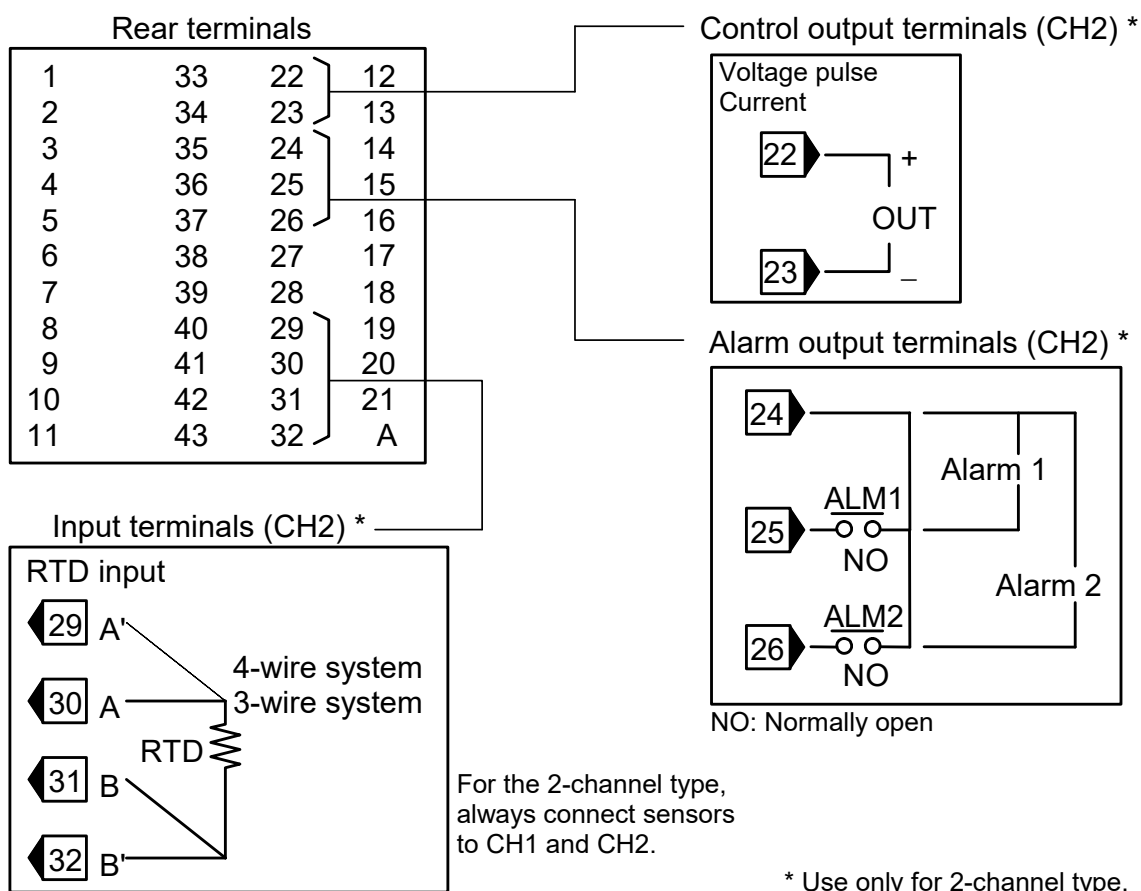 Rear terminals
1 33 22 12
2 34 23 13
3 35 24 14
4 36 25 15
5 37 26 16
6 38 27 17
7 39 28 18
8 40 29 19
9 41 30 20
10 42 31 21
11 43 32 A
Control output terminals (CH2) *
Voltage pulse
Current
22 +
OUT
23 −
Alarm output terminals (CH2) *
24
Alarm 1
ALM1
25
NO
Alarm 2
ALM2
26
NO
NO: Normally open
Input terminals (CH2) *
RTD input
29 A'
4-wire system
30 A 3-wire system
RTD
31 B
32 B'
For the 2-channel type,
always connect sensors
to CH1 and CH2.
* Use only for 2-channel type.